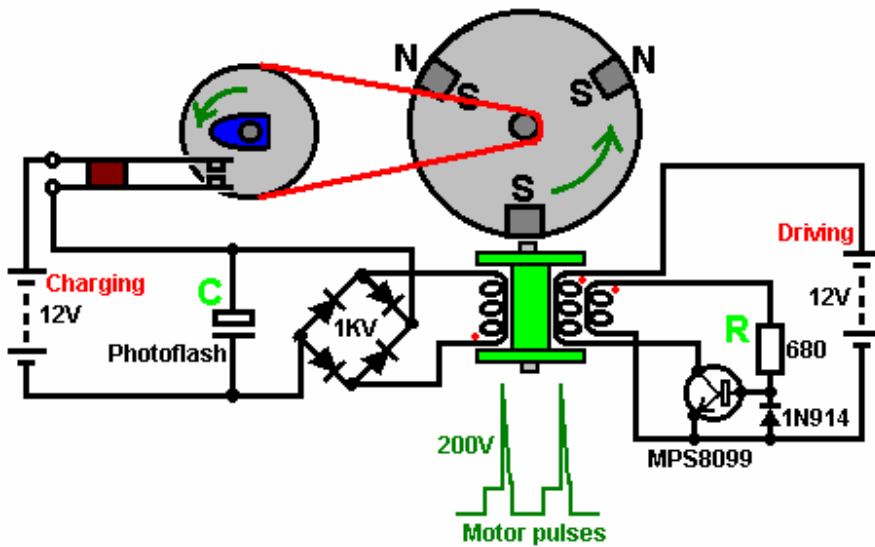 N
S
S
N
S
Charging
12V
C
Photoflash
1KV
Driving
12V
R
680
1N914
MPS8099
200V
Motor pulses